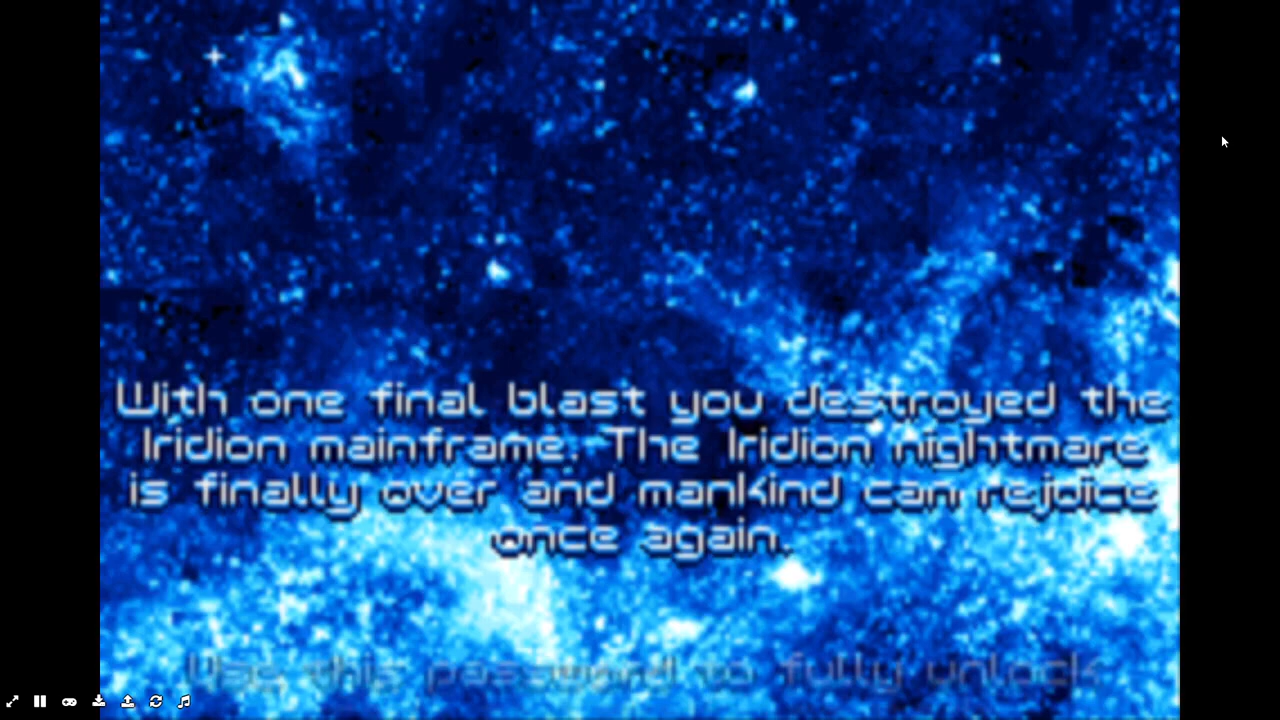 With one final blast you destroyed the
Iridion mainframe. The Iridion nightmare
is finally over and mankind can rejoice
once again.
Use this password to fully unlock